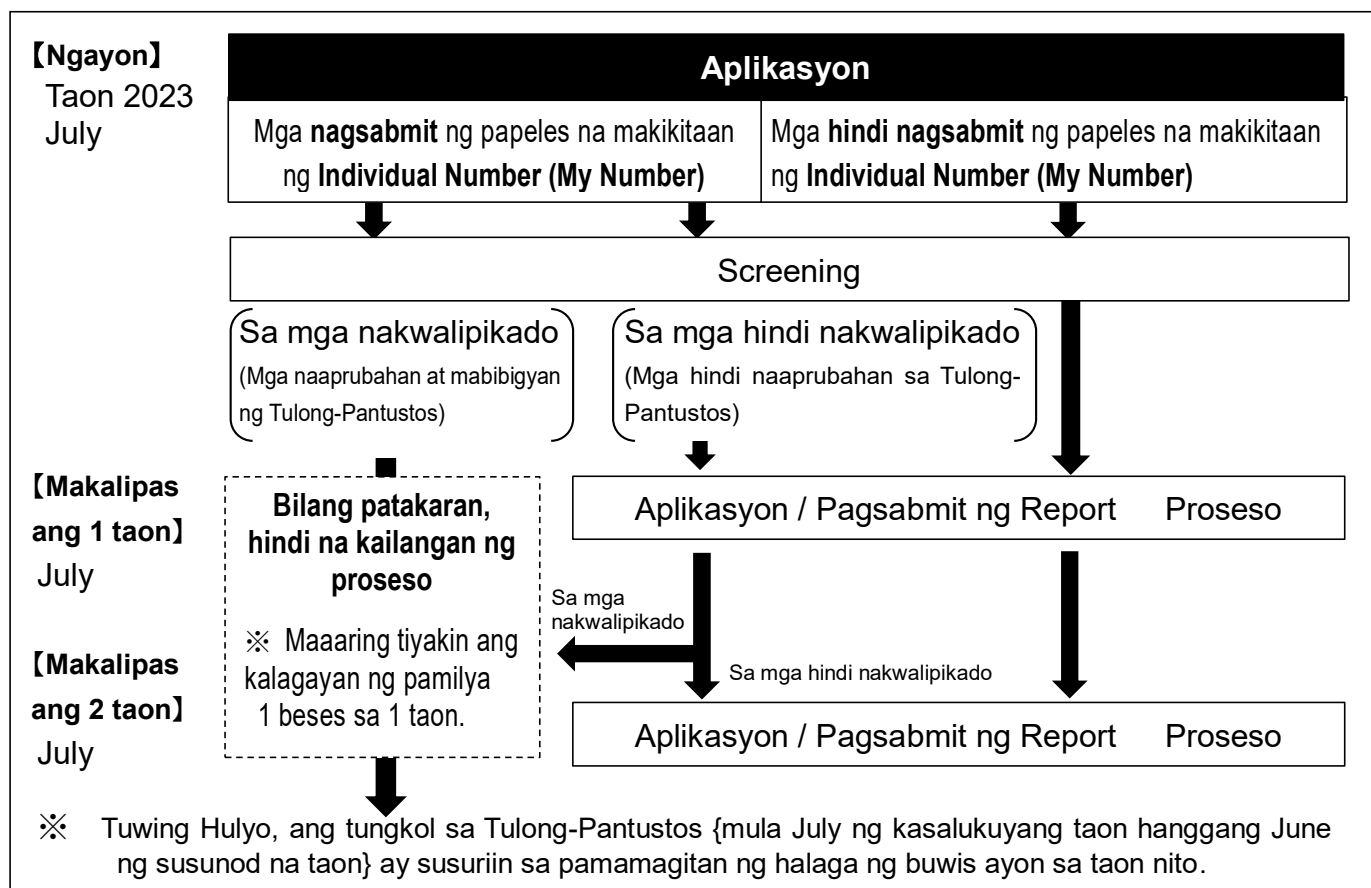 【Ngayon】
Taon 2023
July
Aplikasyon
Mga nagsabmit ng papeles na makikitaan
ng Individual Number (My Number)
Mga hindi nagsabmit ng papeles na makikitaan
ng Individual Number (My Number)
Screening
Sa mga nakwalipikado
(Mga naaprubahan at mabibigyan
ng Tulong-Pantustos)
Sa mga hindi nakwalipikado
(Mga hindi naaprubahan sa Tulong-
Pantustos)
【Makalipas
ang 1 taon】
July
Bilang patakaran,
hindi na kailangan ng
proseso
※ Maaaring tiyakin ang
kalagayan ng pamilya
1 beses sa 1 taon.
Aplikasyon / Pagsabmit ng Report Proseso
Sa mga
nakwalipikado
Sa mga hindi nakwalipikado
【Makalipas
ang 2 taon】
July
Aplikasyon / Pagsabmit ng Report Proseso
※ Tuwing Hulyo, ang tungkol sa Tulong-Pantustos {mula July ng kasalukuyang taon hanggang June
ng susunod na taon} ay susuriin sa pamamagitan ng halaga ng buwis ayon sa taon nito.